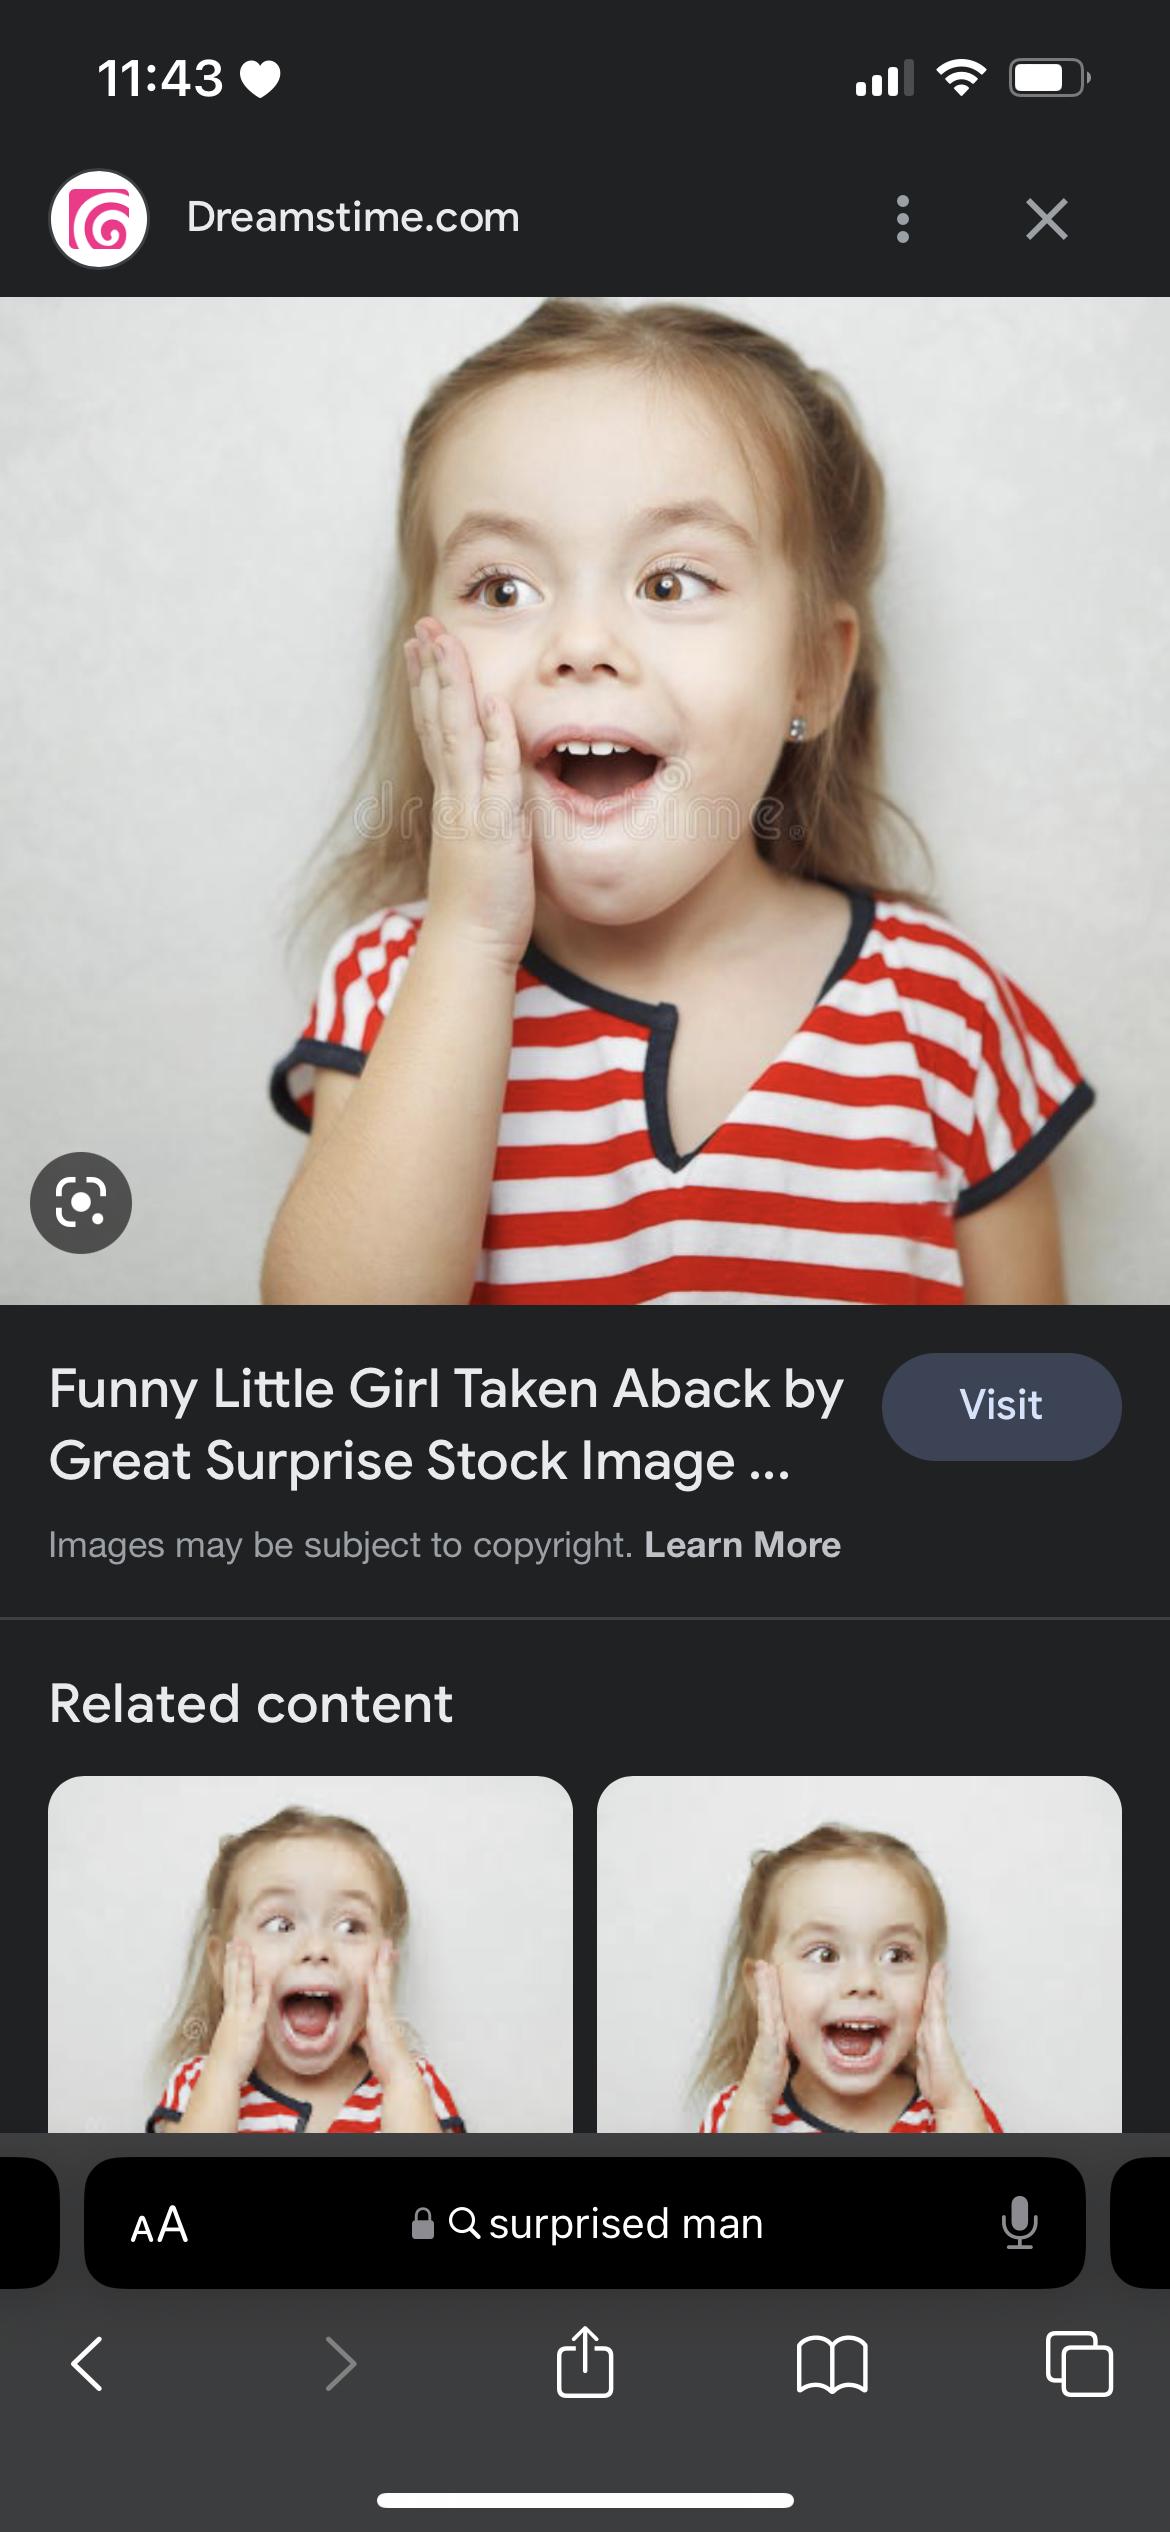 11:43
Dreamstime.com
dreamstime.
Funny Little Girl Taken Aback by
Great Surprise Stock Image ...
Visit
Images may be subject to copyright. Learn More
Related content
AA
surprised man